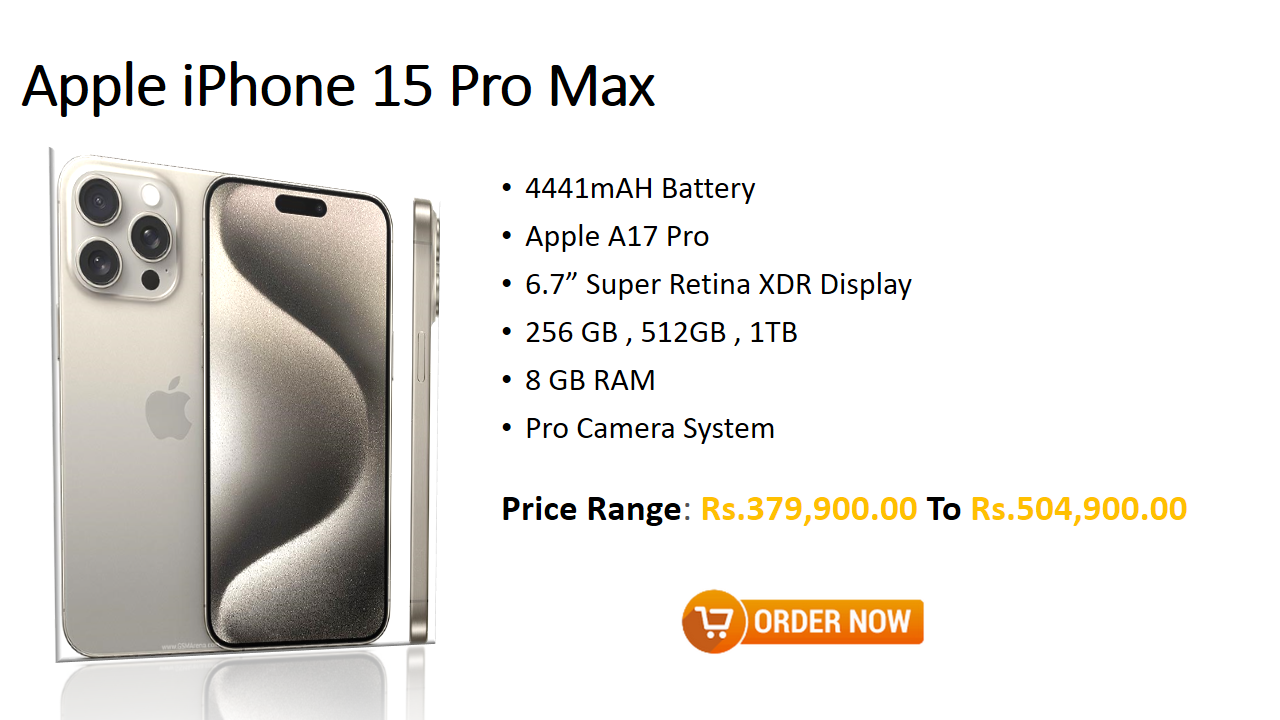 Apple iPhone 15 Pro Max
• 4441mAH Battery
• Apple A17 Pro
• 6.7” Super Retina XDR Display
• 256 GB , 512GB , 1TB
• 8 GB RAM
• Pro Camera System
Price Range: Rs.379,900.00 To Rs.504,900.00
ORDER NOW